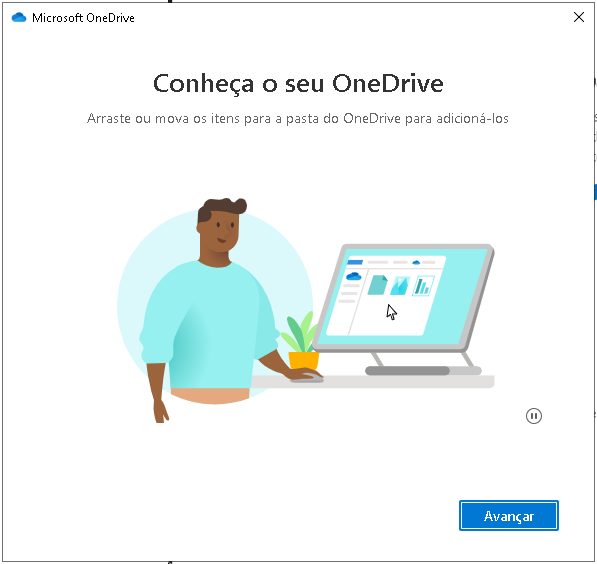 Microsoft OneDrive
Conheça o seu OneDrive
Arraste ou mova os itens para a pasta do OneDrive para adicioná-los
Avançar